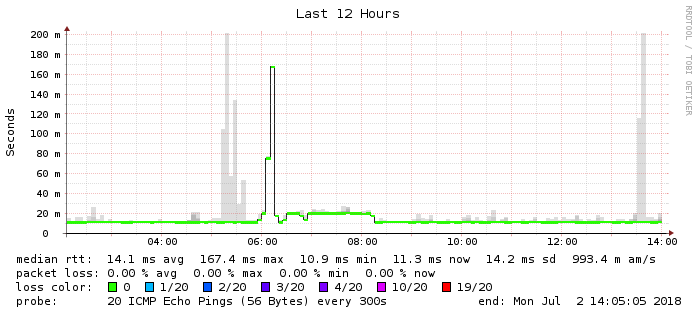 Last 12 Hours
RRDTOOL / TOBI OETIKER
Seconds
200 m
180 m
160 m
140 m
120 m
100 m
80 m
60 m
40 m
20 m
0
04:00 06:00 08:00 10:00 12:00 14:00
median rtt: 14.1 ms avg 167.4 ms max 10.9 ms min 11.3 ms now 14.2 ms sd 993.4 m am/s
packet loss: 0.00 % avg 0.00 % max 0.00 % min 0.00 % now
loss color: 0 1/20 2/20 3/20 4/20 10/20 19/20
probe: 20 ICMP Echo Pings (56 Bytes) every 300s end: Mon Jul 2 14:05:05 2018